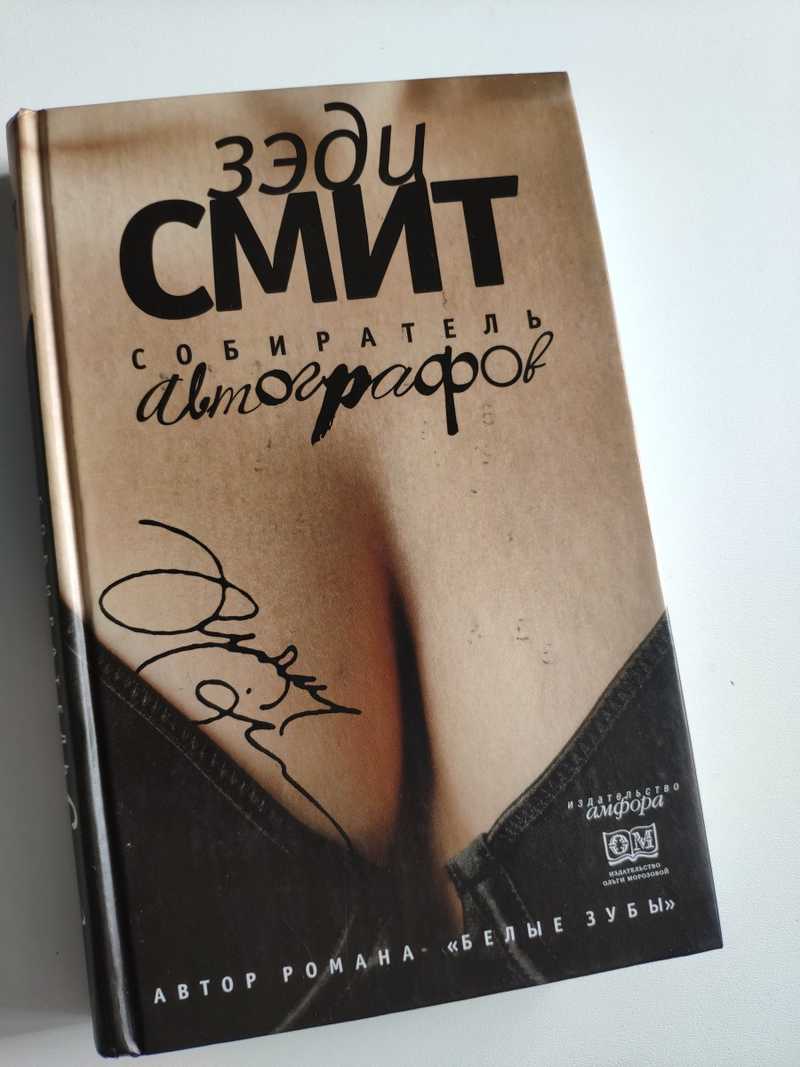 зэди
СМИТ
СОБИРАТЕЛЬ
автографов
издательство
амфора
ОМ
ИЗДАТЕЛЬСТВО
ОЛЬГИ МОРОЗОВОЙ
АВТОР РОМАНА «БЕЛЫЕ ЗУБЫ»